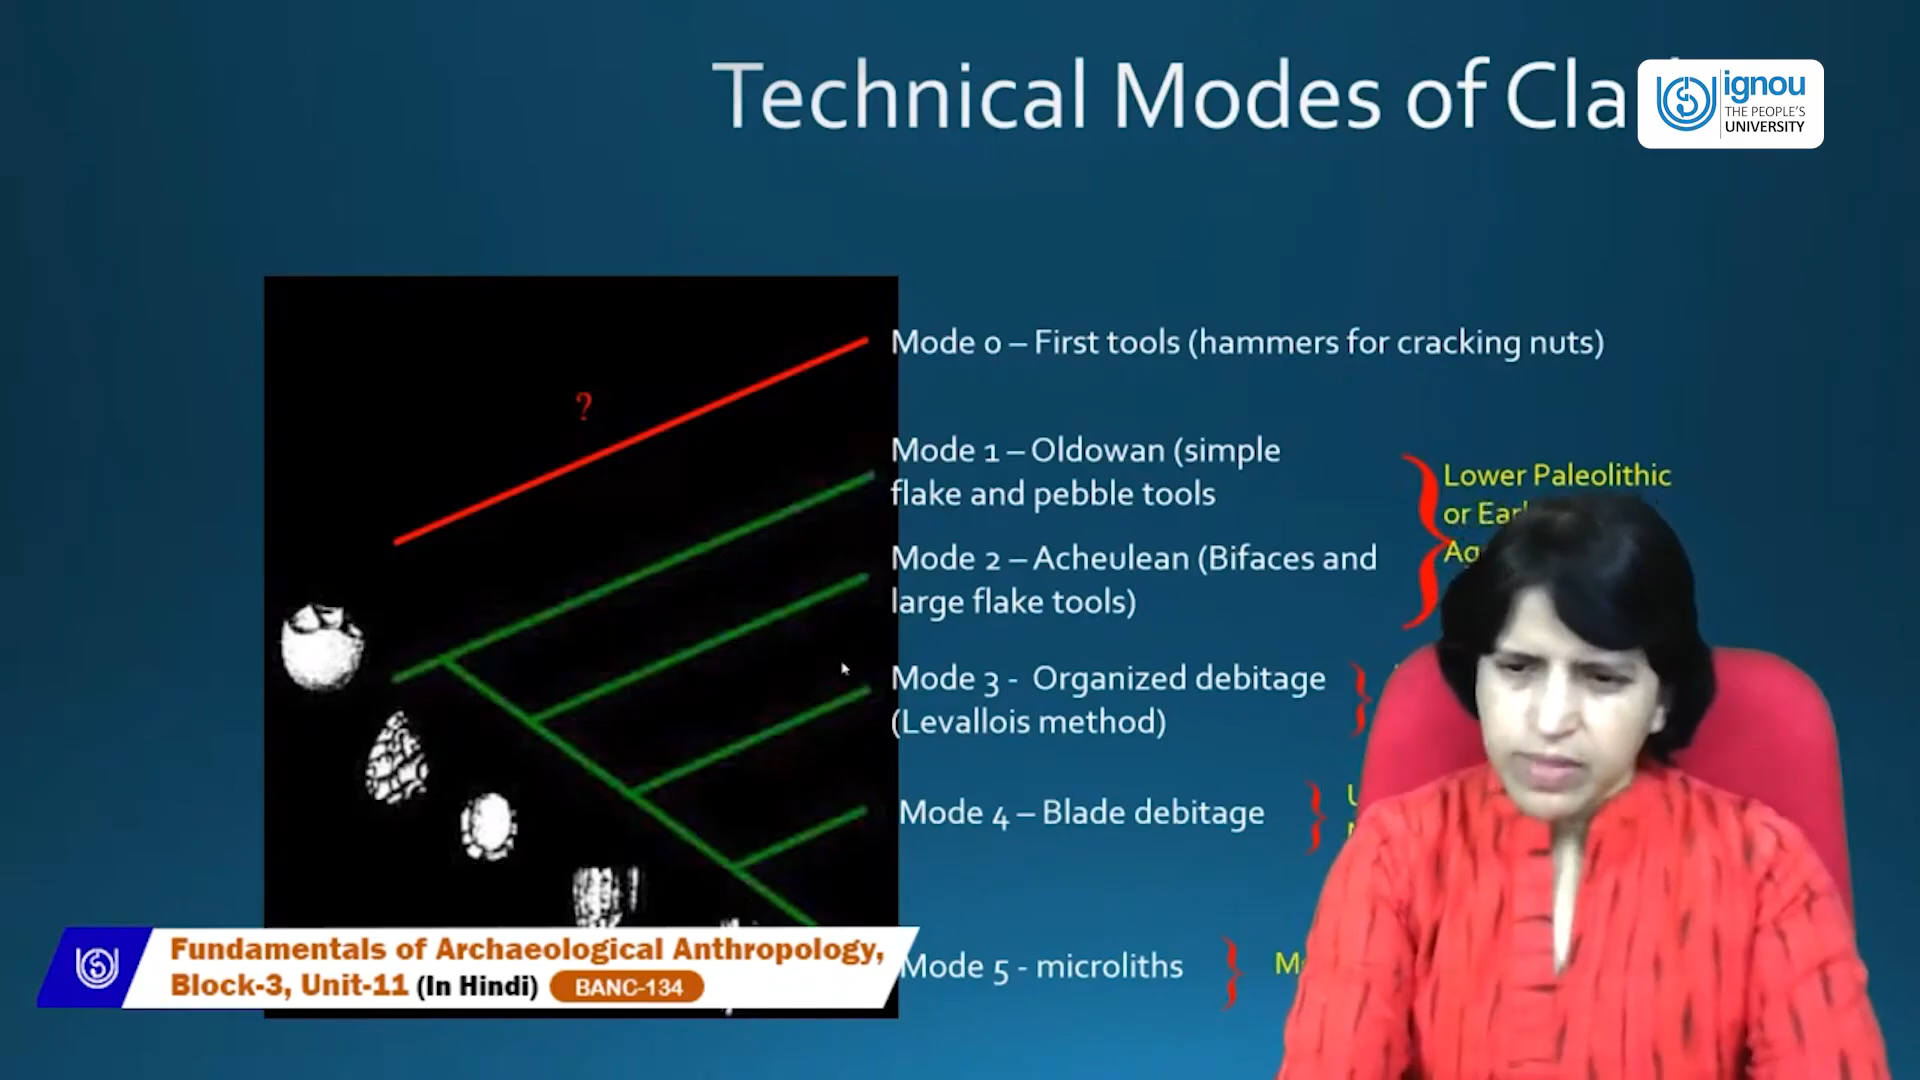 Technical Modes of
ignou
THE PEOPLE'S
UNIVERSITY
?
Mode 0 – First tools (hammers for cracking nuts)
Mode 1 – Oldowan (simple
flake and pebble tools
Lower Paleolithic
or
Mode 2 – Acheulean (Bifaces and
large flake tools)
Mode 3 - Organized debitage
(Levallois method)
Mode 4 – Blade debitage
Mode 5 - microliths
Fundamentals of Archaeological Anthropology,
Block-3, Unit-11 (In Hindi) BANC-134